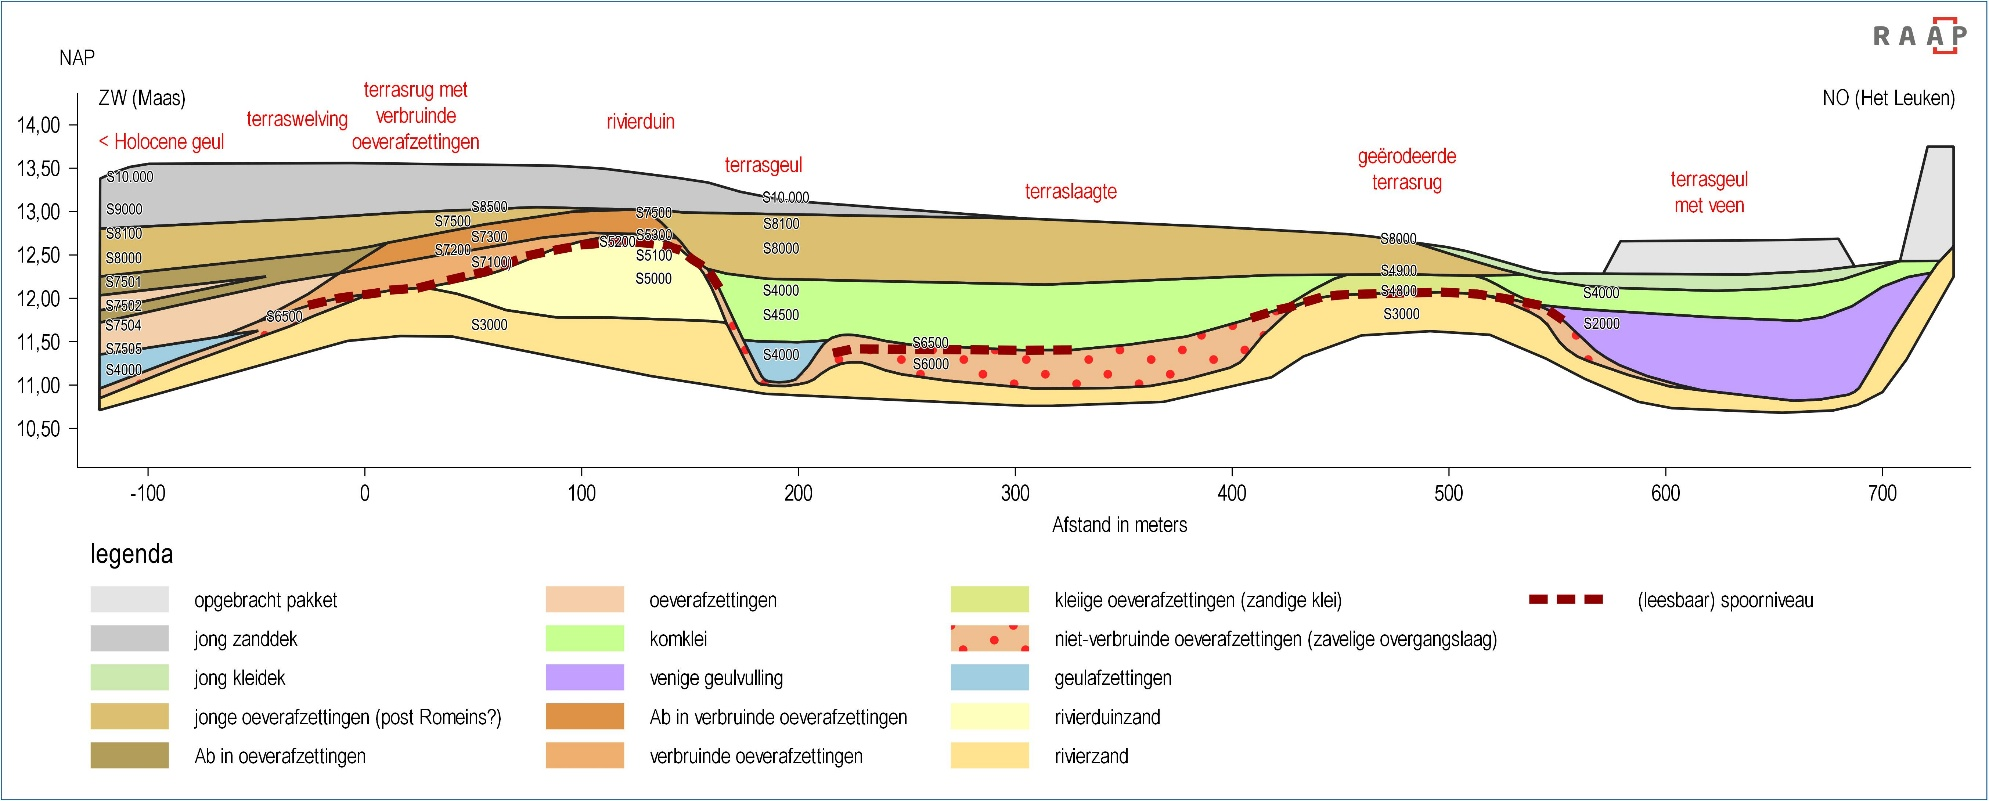 RAAP
NAP
ZW (Maas)
NO (Het Leuken)
< Holocene geul
terraswelving
terrasrug met
verbruinde
oeverafzettingen
rivierduin
terrasgeul
terraslaagte
geërodeerde
terrasrug
terrasgeul
met veen
14,00
13,50
13,00
12,50
12,00
11,50
11,00
10,50
S10.000
S9000
S8100
S8000
S7501
S7502
S7504
S7505
S4000
S6500
S8500
S7500
S7300
S7200
S7100)
S3000
S5200
S7500
S5300
S5100
S5000
S10.000
S8100
S8000
S4000
S4500
S4000
S6500
S6000
S8000
S4900
S4800
S3000
S4000
S2000
-100 0 100 200 300 400 500 600 700
Afstand in meters
legenda
opgebracht pakket
jong zanddek
jong kleidek
jonge oeverafzettingen (post Romeins?)
Ab in oeverafzettingen
oeverafzettingen
komklei
venige geulvulling
Ab in verbruinde oeverafzettingen
verbruinde oeverafzettingen
kleiige oeverafzettingen (zandige klei)
niet-verbruinde oeverafzettingen (zavelige overgangslaag)
geulafzettingen
rivierduinzand
rivierzand
(leesbaar) spoorniveau